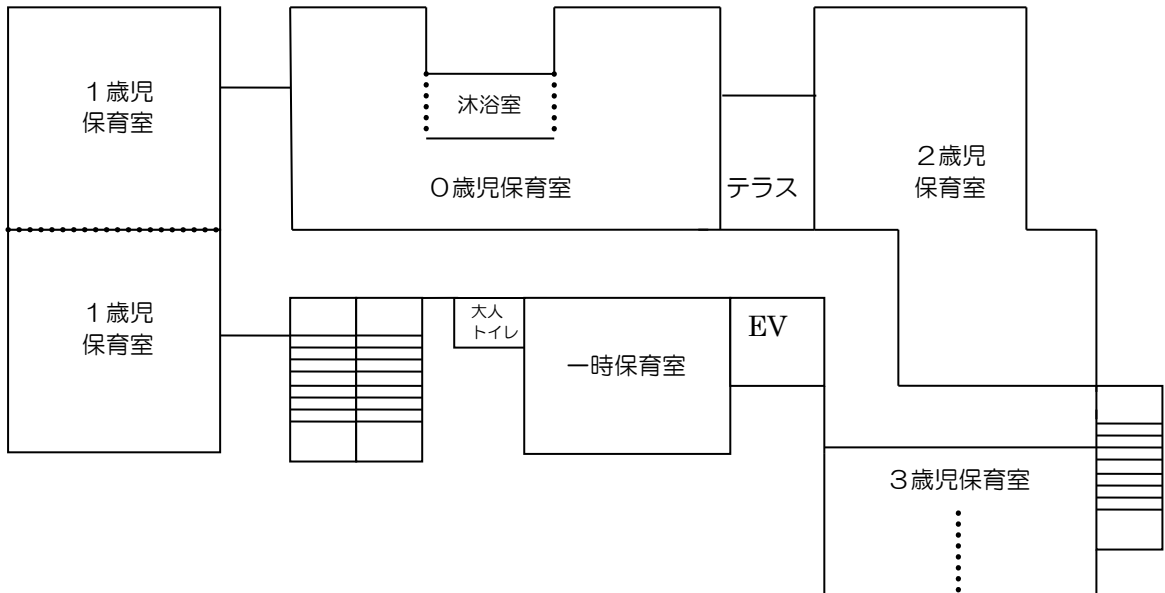 １歳児
保育室
沐浴室
０歳児保育室
テラス
２歳児
保育室
１歳児
保育室
大人
トイレ
一時保育室
EV
３歳児保育室